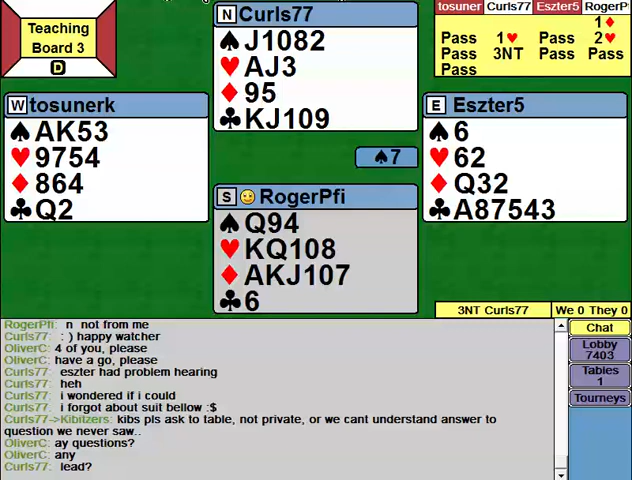 Teaching
Board 3
D
N Curls77
♠ J1082
♥ AJ3
♦ 95
♣ KJ109
tosuner Curls77 Eszter5 RogerP
1♦
Pass 1♥ Pass 2♥
Pass 3NT Pass Pass
Pass
W tosunerk
♠ AK53
♥ 9754
♦ 864
♣ Q2
♠7
E Eszter5
♠ 6
♥ 62
♦ Q32
♣ A87543
S RogerPfi
♠ Q94
♥ KQ108
♦ AKJ107
♣ 6
3NT Curls77 We 0 They 0
RogerPfi: n not from me
Curls77: : ) happy watcher
OliverC: 4 of you, please
OliverC: have a go, please
Curls77: eszter had problem hearing
Curls77: heh
Curls77: i wondered if i could
Curls77: i forgot about suit bellow :$
Curls77->Kibitzers: kibs pls ask to table, not private, or we cant understand answer to
question we never saw..
OliverC: ay questions?
OliverC: any
Curls77: lead?
Chat
Lobby
7403
Tables
1
Tourneys